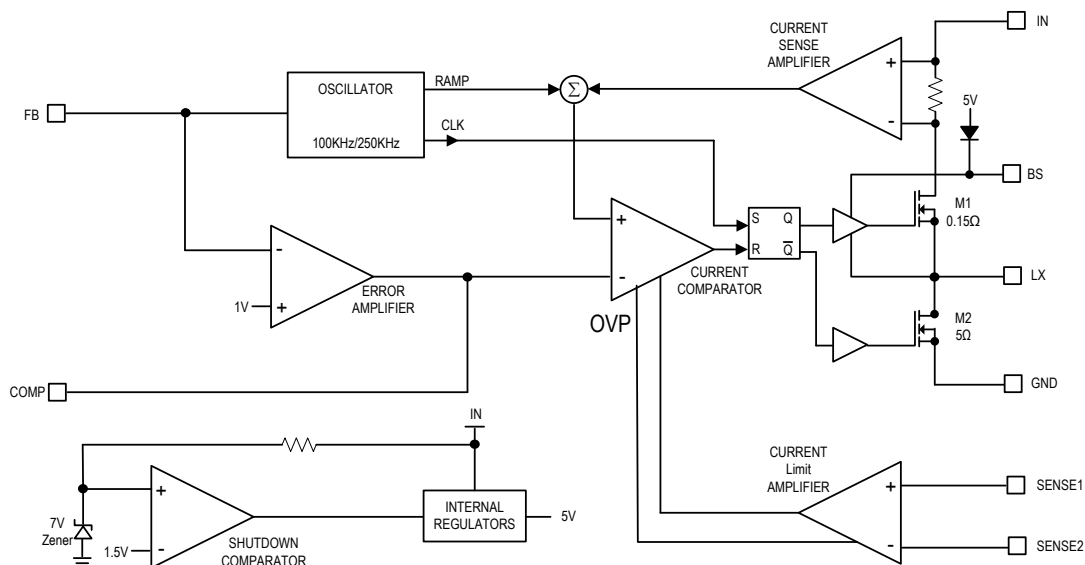 CURRENT
SENSE
AMPLIFIER
IN
+
-
OSCILLATOR
100KHz/250KHz
RAMP
Σ
CLK
5V
FB
BS
M1
0.15Ω
S Q
R Q̅
+
-
CURRENT
COMPARATOR
OVP
-
+
1V
ERROR
AMPLIFIER
LX
M2
5Ω
GND
COMP
IN
+
-
7V
Zener
1.5V
SHUTDOWN
COMPARATOR
INTERNAL
REGULATORS
5V
CURRENT
Limit
AMPLIFIER
+
-
SENSE1
SENSE2